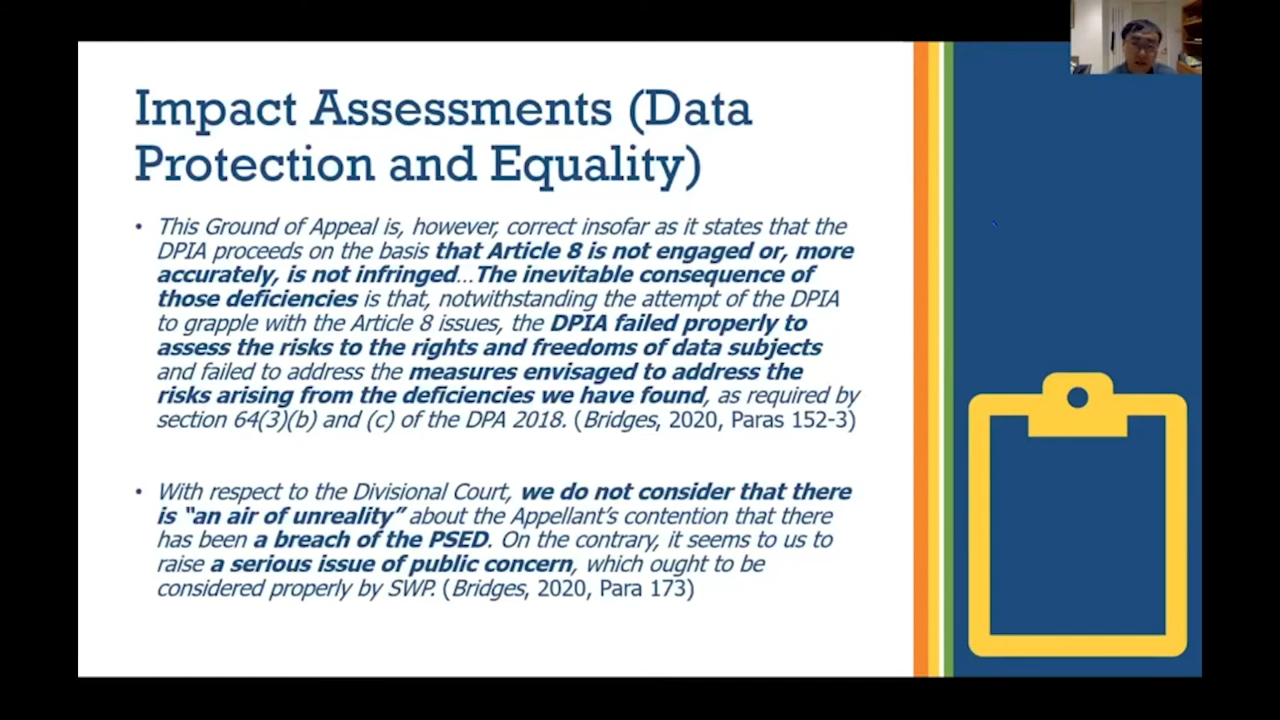 Impact Assessments (Data
Protection and Equality)
• This Ground of Appeal is, however, correct insofar as it states that the
DPIA proceeds on the basis that Article 8 is not engaged or, more
accurately, is not infringed…The inevitable consequence of
those deficiencies is that, notwithstanding the attempt of the DPIA
to grapple with the Article 8 issues, the DPIA failed properly to
assess the risks to the rights and freedoms of data subjects
and failed to address the measures envisaged to address the
risks arising from the deficiencies we have found, as required by
section 64(3)(b) and (c) of the DPA 2018. (Bridges, 2020, Paras 152-3)
• With respect to the Divisional Court, we do not consider that there
is “an air of unreality” about the Appellant’s contention that there
has been a breach of the PSED. On the contrary, it seems to us to
raise a serious issue of public concern, which ought to be
considered properly by SWP. (Bridges, 2020, Para 173)